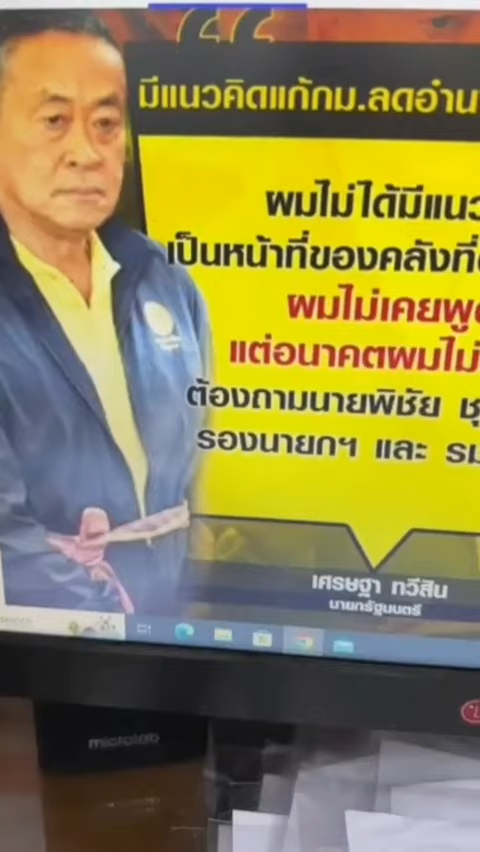 มีแนวคิดแก้กม.ลดอำน
ผมไม่ได้มีแนว
เป็นหน้าที่ของคลังที่
ผมไม่เคยพู
แต่อนาคตผมไม่
ต้องถามนายพิชัย ชุ
รองนายกฯ และ รม
เศรษฐา ทวีสิน
นายกรัฐมนตรี
search
microlab